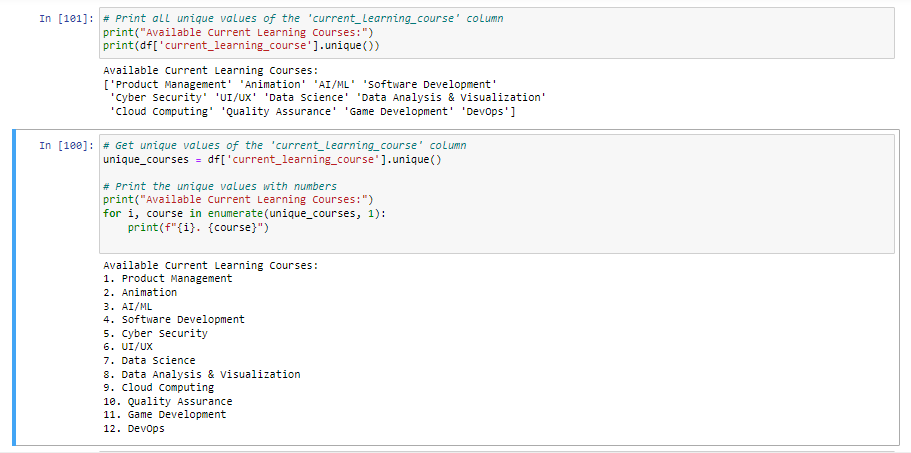 In [101]: # Print all unique values of the 'current_learning_course' column
print("Available Current Learning Courses:")
print(df['current_learning_course'].unique())
Available Current Learning Courses:
['Product Management' 'Animation' 'AI/ML' 'Software Development'
'Cyber Security' 'UI/UX' 'Data Science' 'Data Analysis & Visualization'
'Cloud Computing' 'Quality Assurance' 'Game Development' 'DevOps']
In [100]: # Get unique values of the 'current_learning_course' column
unique_courses = df['current_learning_course'].unique()
# Print the unique values with numbers
print("Available Current Learning Courses:")
for i, course in enumerate(unique_courses, 1):
    print(f"{i}. {course}")
Available Current Learning Courses:
1. Product Management
2. Animation
3. AI/ML
4. Software Development
5. Cyber Security
6. UI/UX
7. Data Science
8. Data Analysis & Visualization
9. Cloud Computing
10. Quality Assurance
11. Game Development
12. DevOps